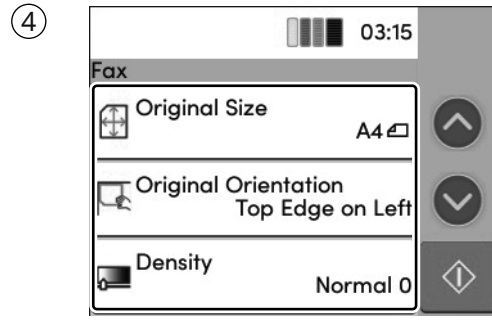 ④
03:15
Fax
Original Size
A4
Original Orientation
Top Edge on Left
Density
Normal 0